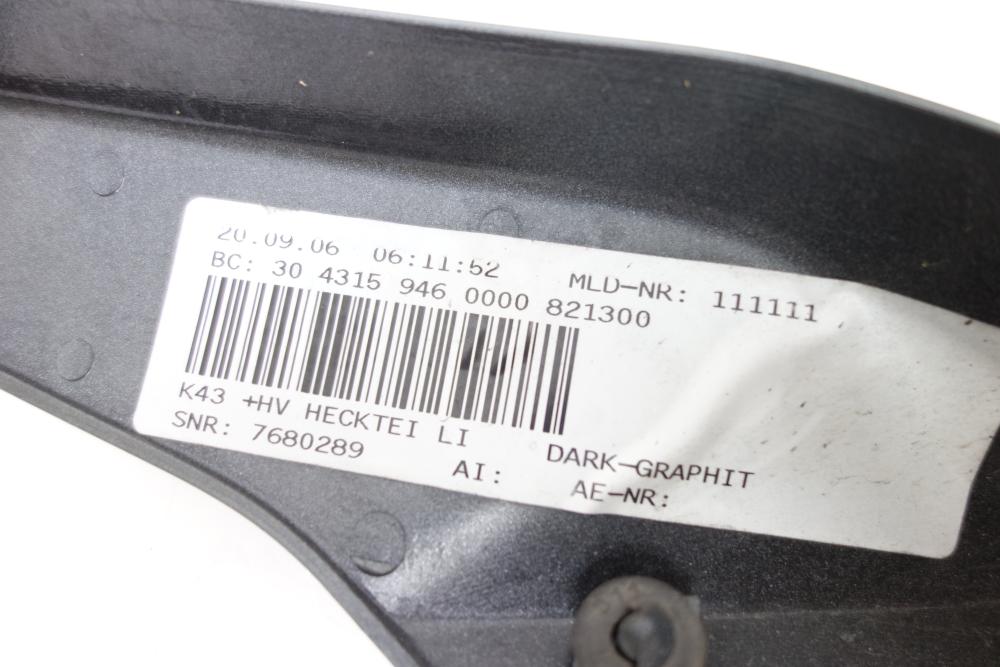 20.09.06 06:11:52 MLD-NR: 111111
BC: 30 4315 946 0000 821300
K43 +HV HECKTEI LI DARK-GRAPHIT
SNR: 7680289 AI: AE-NR: